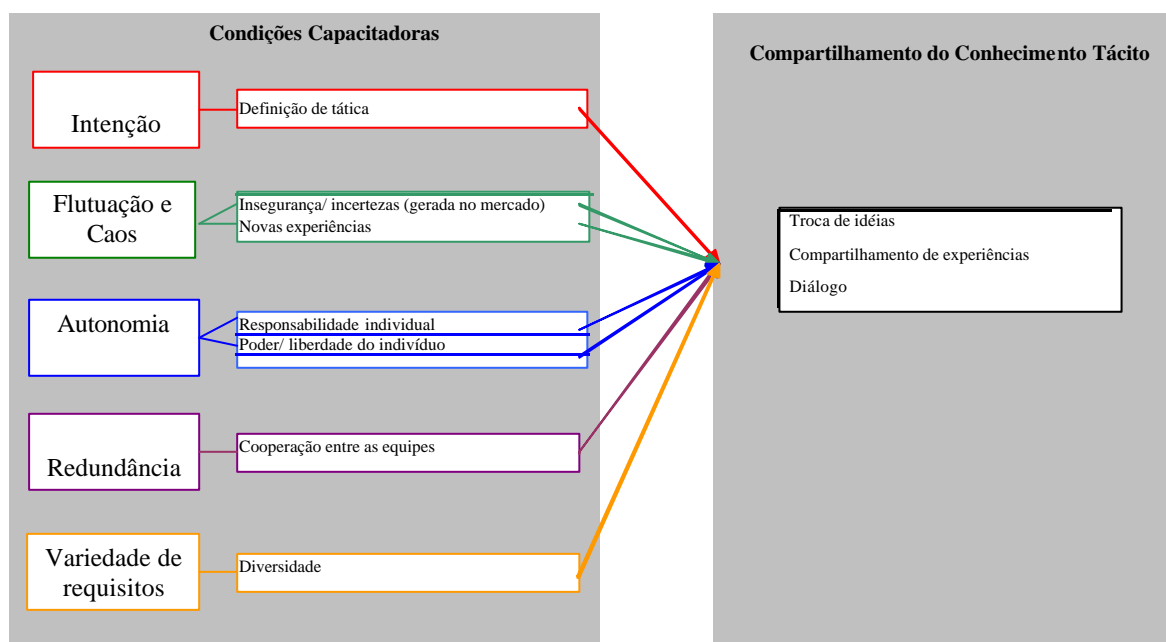 Condições Capacitadoras
Intenção
Definição de tática
Flutuação e
Caos
Insegurança/ incertezas (gerada no mercado)
Novas experiências
Autonomia
Responsabilidade individual
Poder/ liberdade do indivíduo
Redundância
Cooperação entre as equipes
Variedade de
requisitos
Diversidade
Compartilhamento do Conhecimento Tácito
Troca de idéias
Compartilhamento de experiências
Diálogo